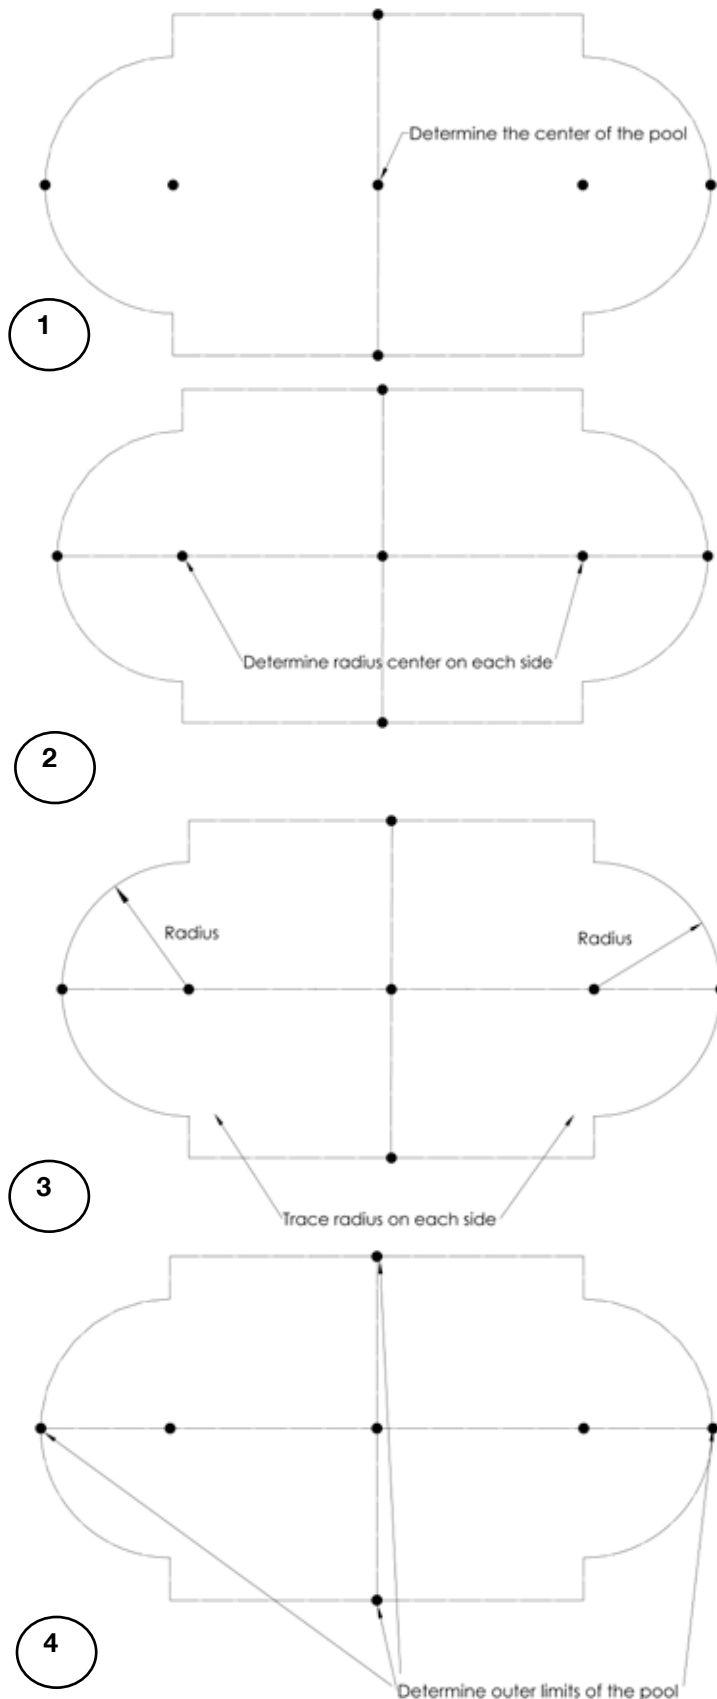 Determine the center of the pool
1
Determine radius center on each side
2
Radius
Radius
3
Trace radius on each side
4
Determine outer limits of the pool